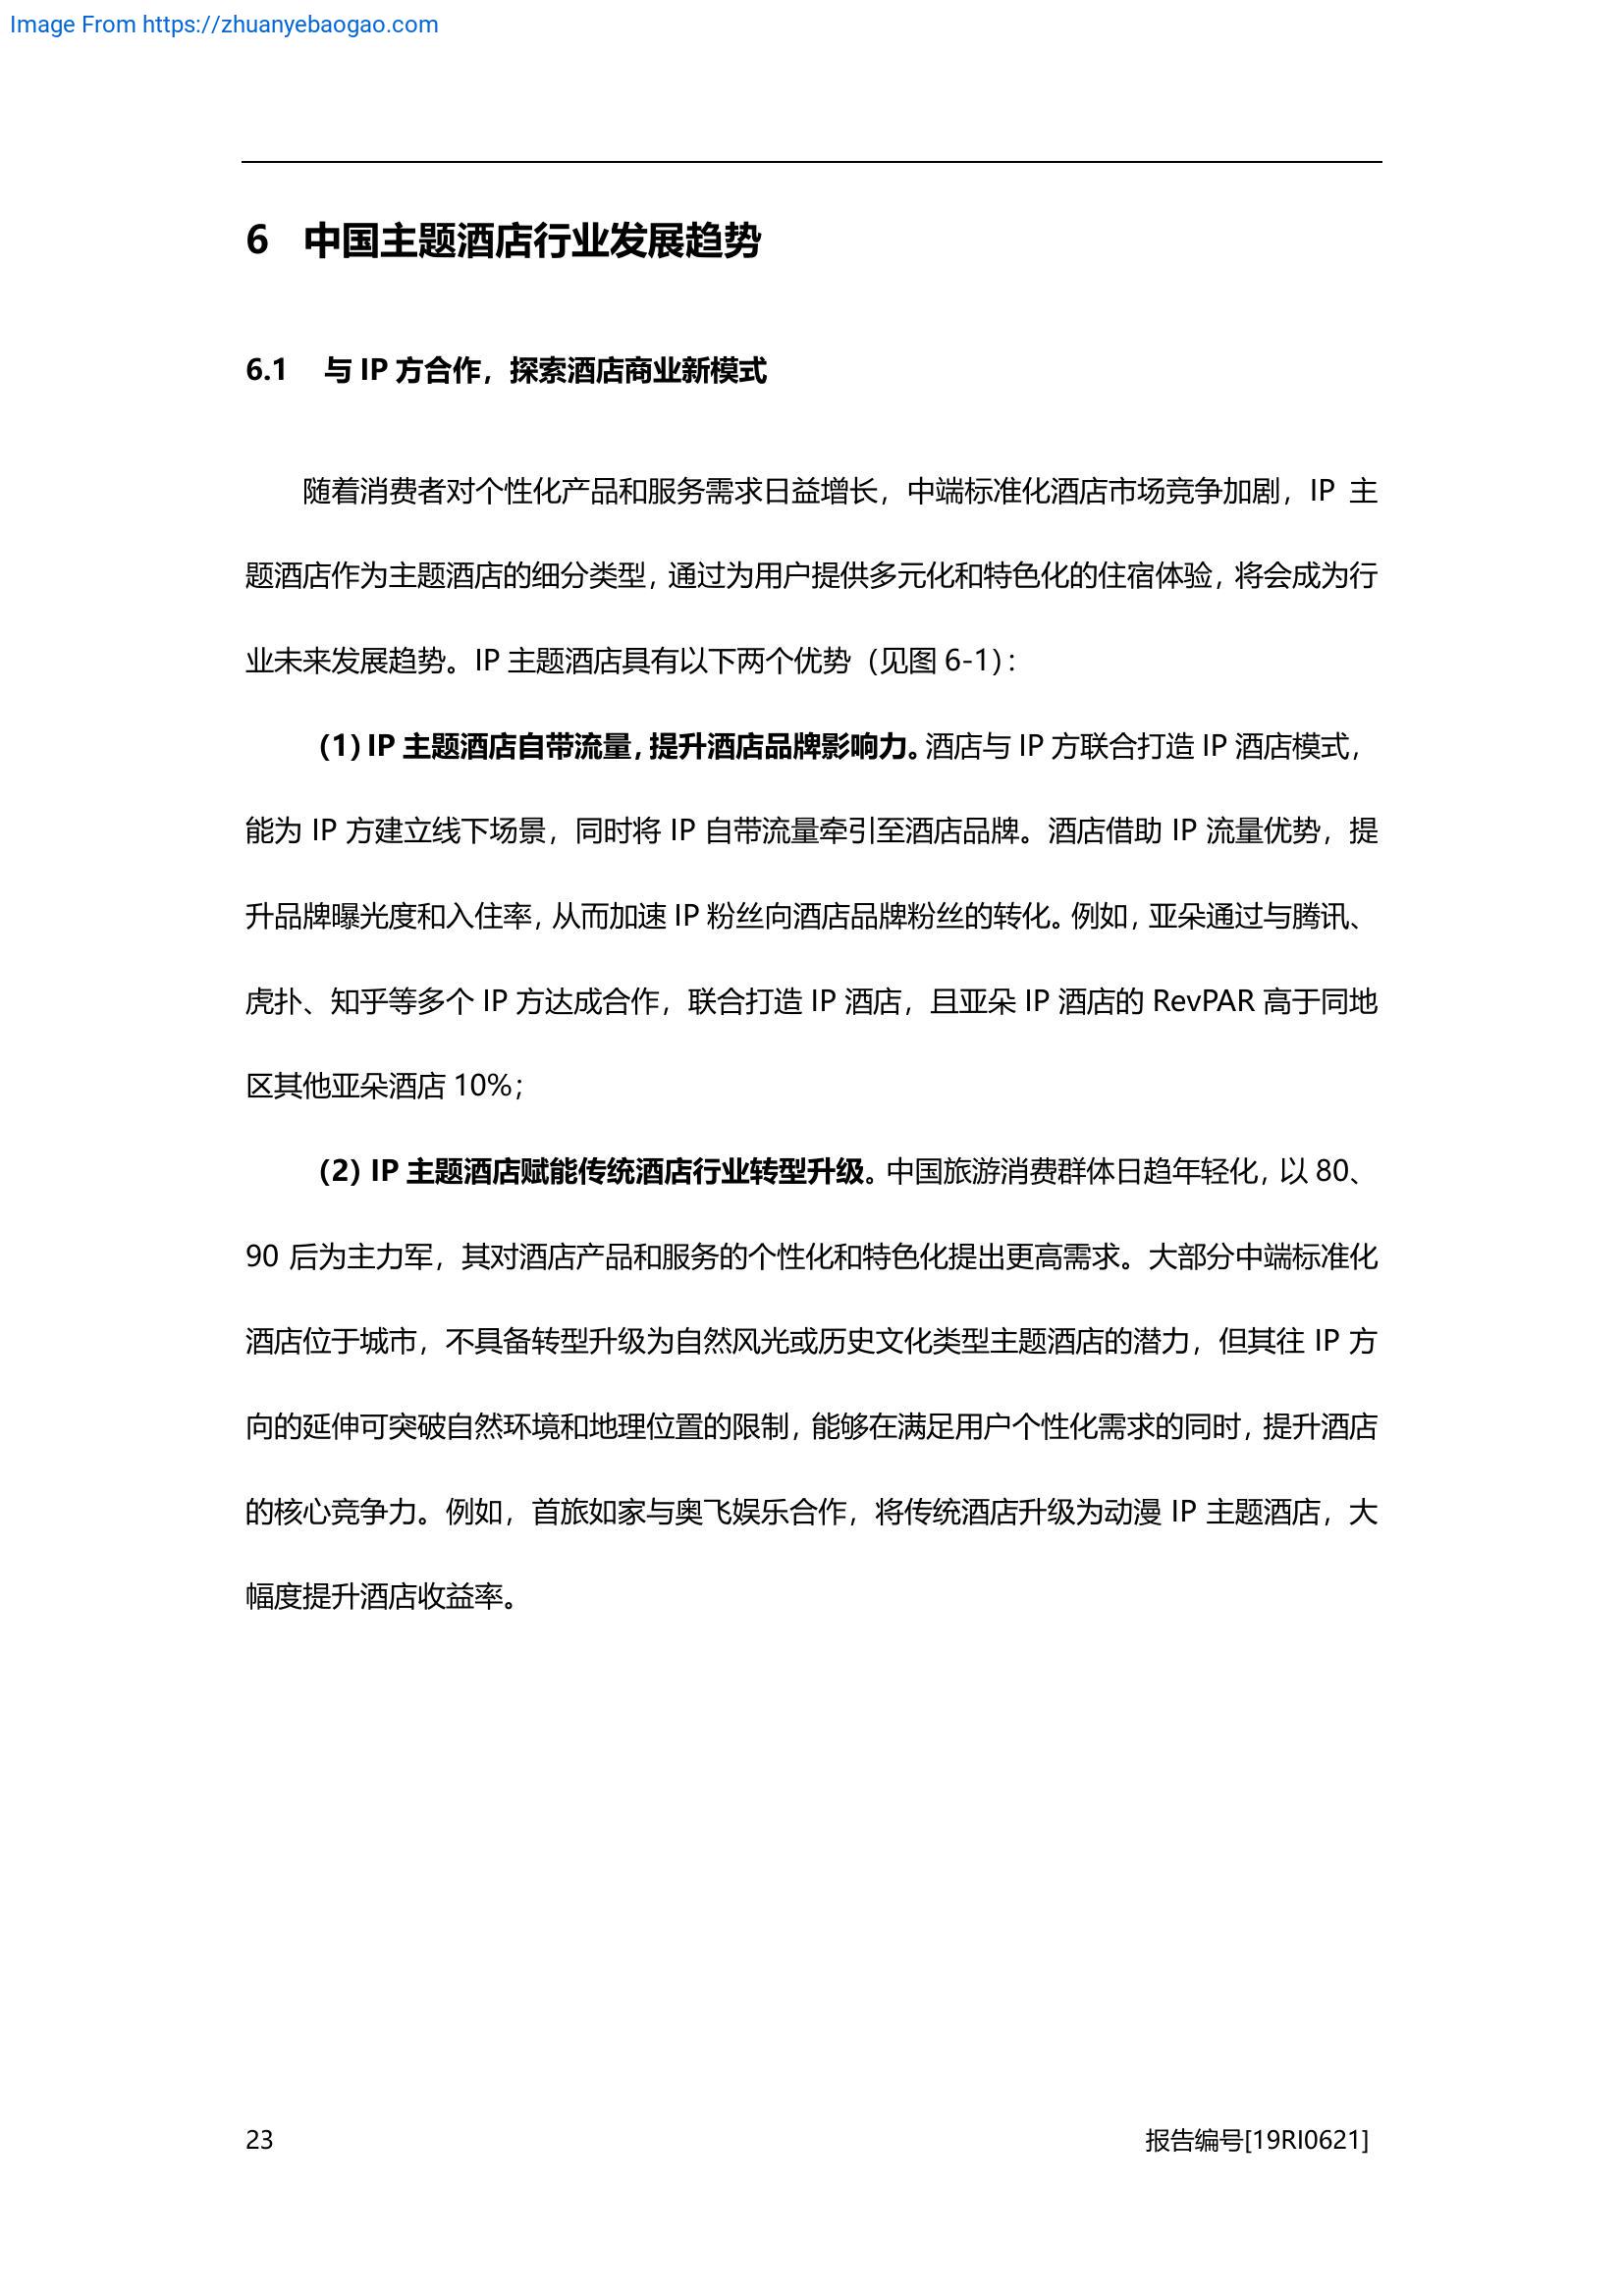 Image From https://zhuanyebaogao.com
6 中国主题酒店行业发展趋势
6.1 与 IP 方合作，探索酒店商业新模式
随着消费者对个性化产品和服务需求日益增长，中端标准化酒店市场竞争加剧，IP 主
题酒店作为主题酒店的细分类型，通过为用户提供多元化和特色化的住宿体验，将会成为行
业未来发展趋势。IP 主题酒店具有以下两个优势（见图 6-1）：
（1）IP 主题酒店自带流量，提升酒店品牌影响力。酒店与 IP 方联合打造 IP 酒店模式，
能为 IP 方建立线下场景，同时将 IP 自带流量牵引至酒店品牌。酒店借助 IP 流量优势，提
升品牌曝光度和入住率，从而加速 IP 粉丝向酒店品牌粉丝的转化。例如，亚朵通过与腾讯、
虎扑、知乎等多个 IP 方达成合作，联合打造 IP 酒店，且亚朵 IP 酒店的 RevPAR 高于同地
区其他亚朵酒店 10%；
（2）IP 主题酒店赋能传统酒店行业转型升级。中国旅游消费群体日趋年轻化，以 80、
90 后为主力军，其对酒店产品和服务的个性化和特色化提出更高需求。大部分中端标准化
酒店位于城市，不具备转型升级为自然风光或历史文化类型主题酒店的潜力，但其往 IP 方
向的延伸可突破自然环境和地理位置的限制，能够在满足用户个性化需求的同时，提升酒店
的核心竞争力。例如，首旅如家与奥飞娱乐合作，将传统酒店升级为动漫 IP 主题酒店，大
幅度提升酒店收益率。
23 报告编号[19RI0621]